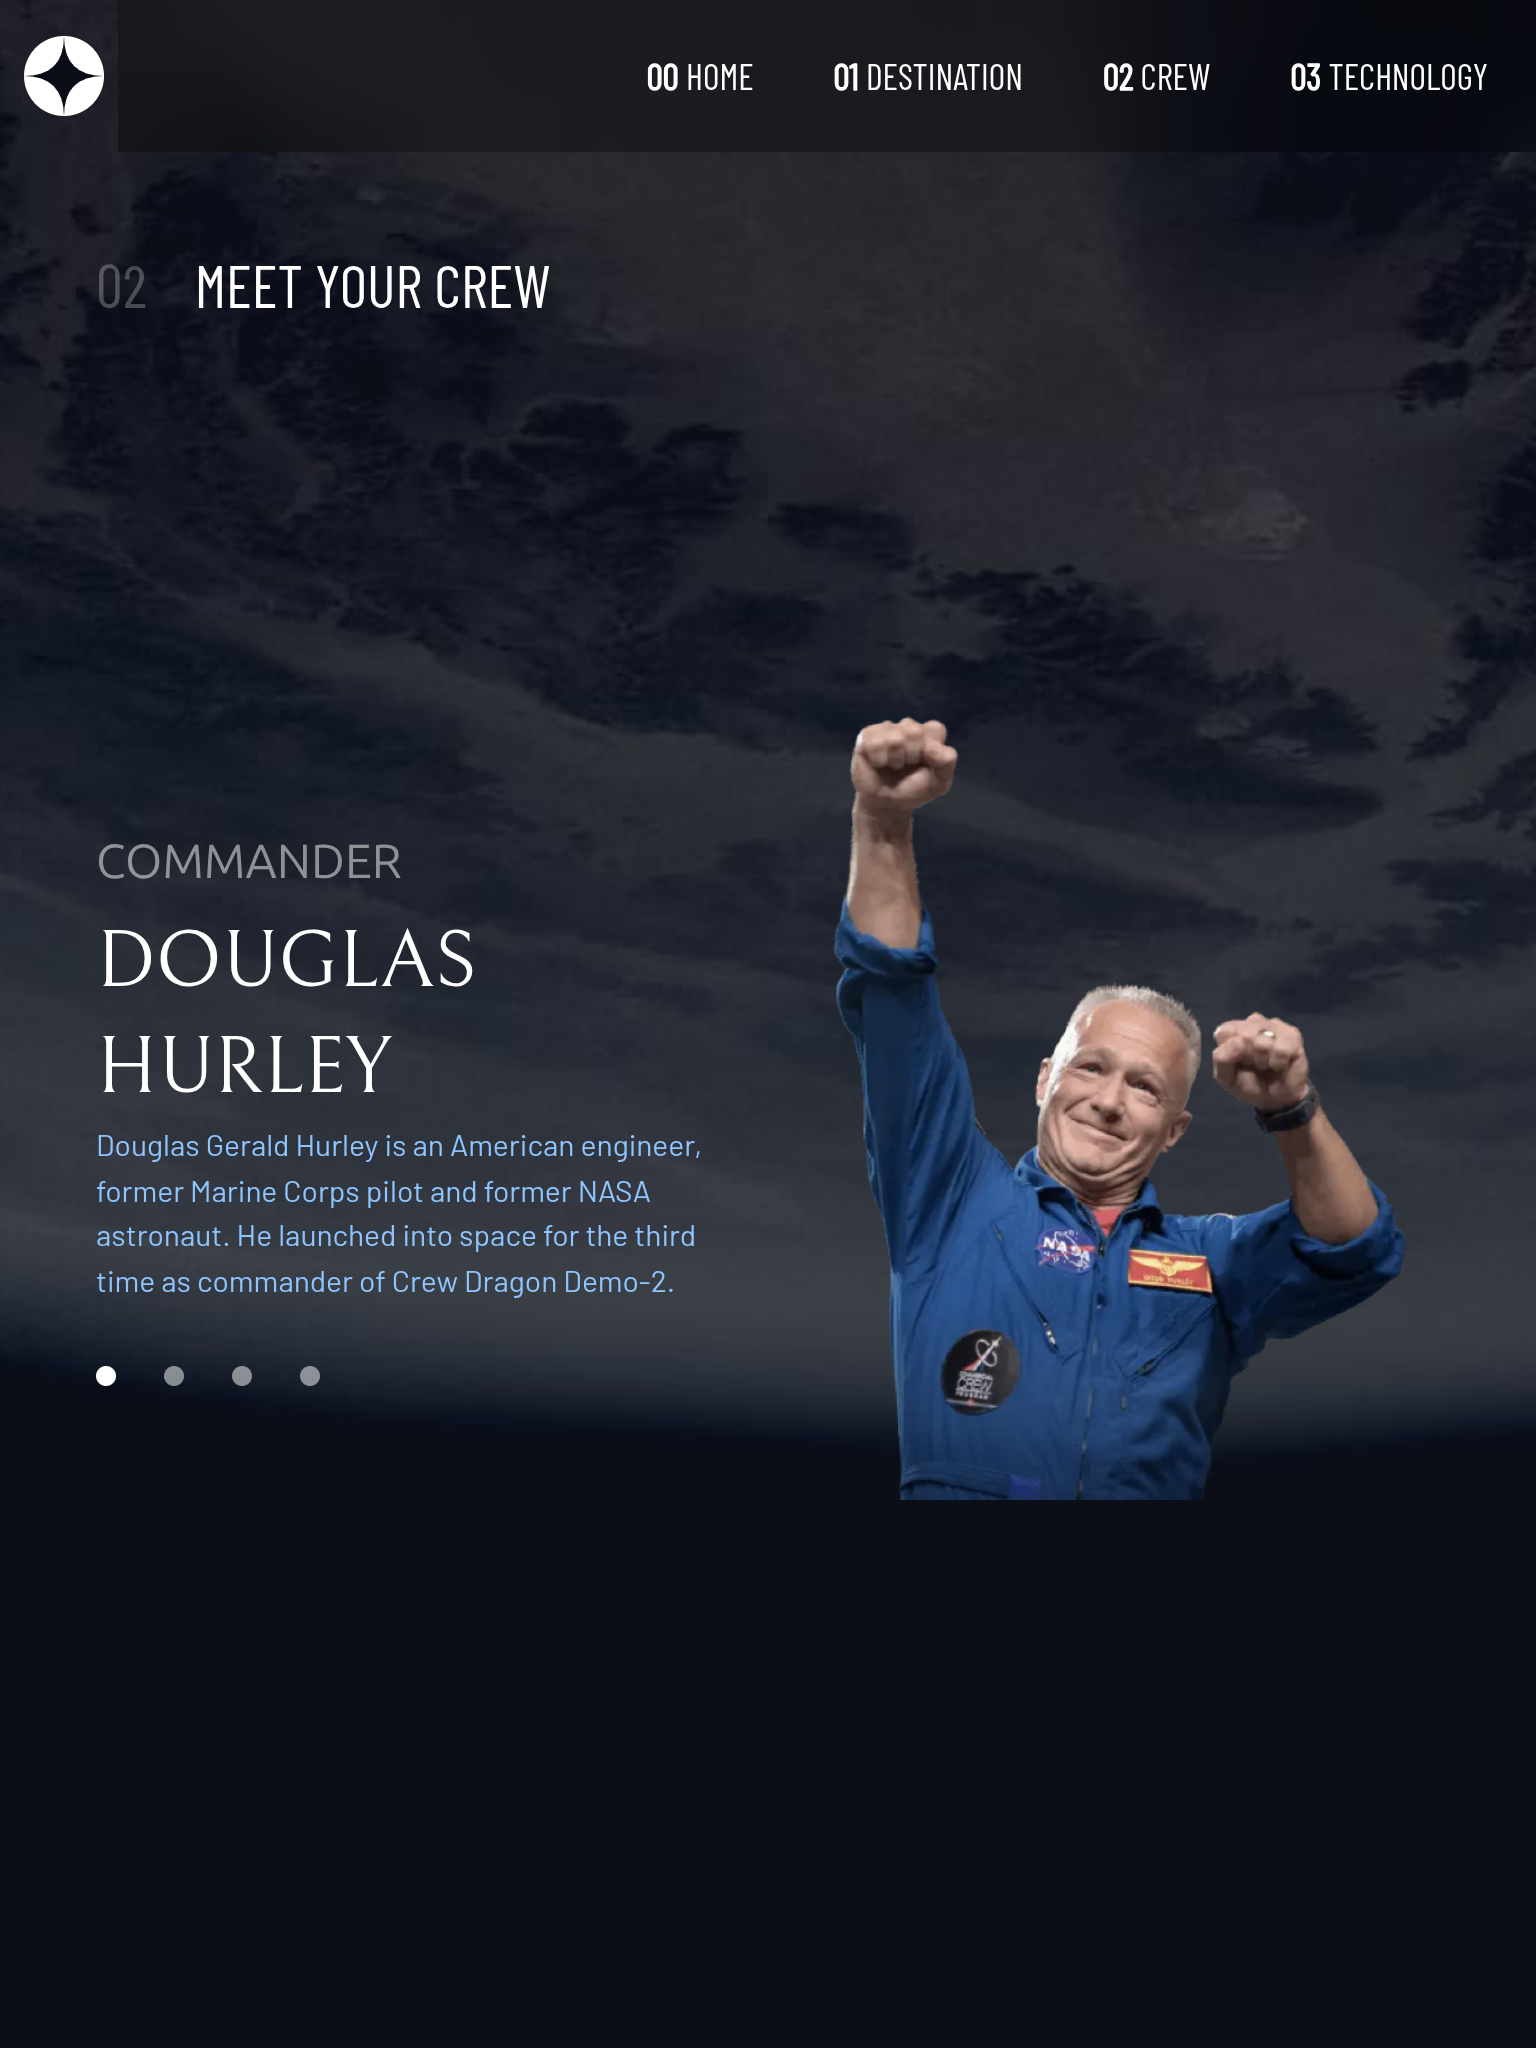 00 HOME 01 DESTINATION 02 CREW 03 TECHNOLOGY
02 MEET YOUR CREW
COMMANDER
DOUGLAS
HURLEY
Douglas Gerald Hurley is an American engineer,
former Marine Corps pilot and former NASA
astronaut. He launched into space for the third
time as commander of Crew Dragon Demo-2.
NASA
CREW